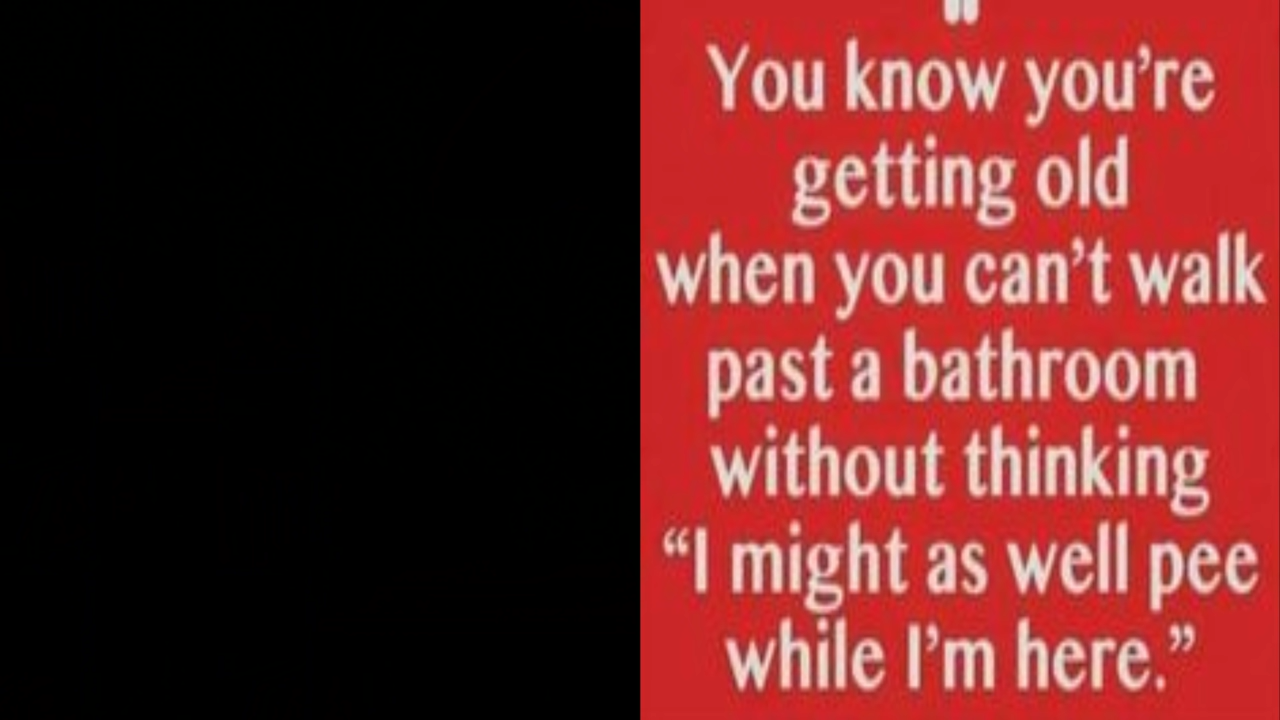 You know you’re
getting old
when you can’t walk
past a bathroom
without thinking
“I might as well pee
while I’m here.”